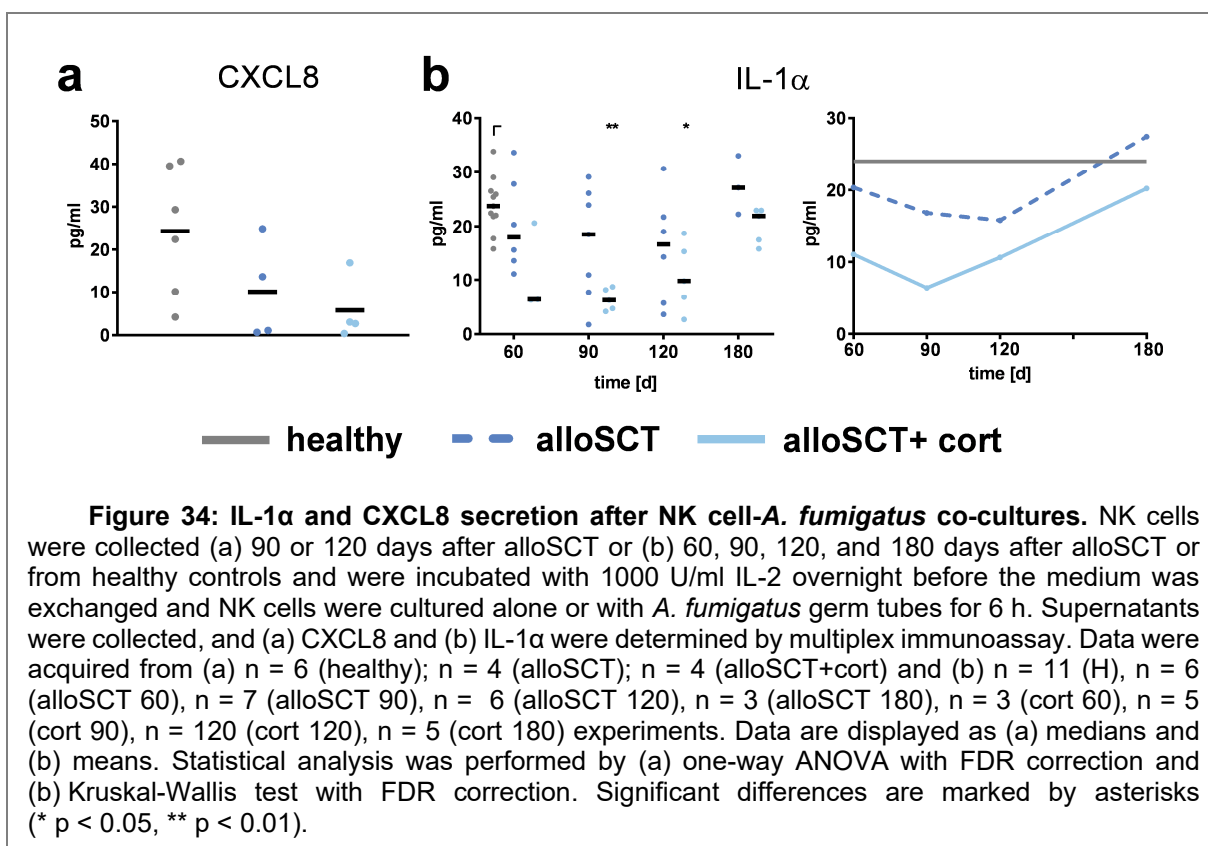 a
CXCL8
50
40
30
20
10
0
pg/ml
b
IL-1α
40
30
20
10
0
pg/ml
**
*
60
90
120
180
time [d]
30
20
10
0
pg/ml
60
90
120
180
time [d]
healthy
alloSCT
alloSCT+ cort
Figure 34: IL-1α and CXCL8 secretion after NK cell-A. fumigatus co-cultures. NK cells
were collected (a) 90 or 120 days after alloSCT or (b) 60, 90, 120, and 180 days after alloSCT or
from healthy controls and were incubated with 1000 U/ml IL-2 overnight before the medium was
exchanged and NK cells were cultured alone or with A. fumigatus germ tubes for 6 h. Supernatants
were collected, and (a) CXCL8 and (b) IL-1α were determined by multiplex immunoassay. Data were
acquired from (a) n = 6 (healthy); n = 4 (alloSCT); n = 4 (alloSCT+cort) and (b) n = 11 (H), n = 6
(alloSCT 60), n = 7 (alloSCT 90), n = 6 (alloSCT 120), n = 3 (alloSCT 180), n = 3 (cort 60), n = 5
(cort 90), n = 120 (cort 120), n = 5 (cort 180) experiments. Data are displayed as (a) medians and
(b) means. Statistical analysis was performed by (a) one-way ANOVA with FDR correction and
(b) Kruskal-Wallis test with FDR correction. Significant differences are marked by asterisks
(* p < 0.05, ** p < 0.01).